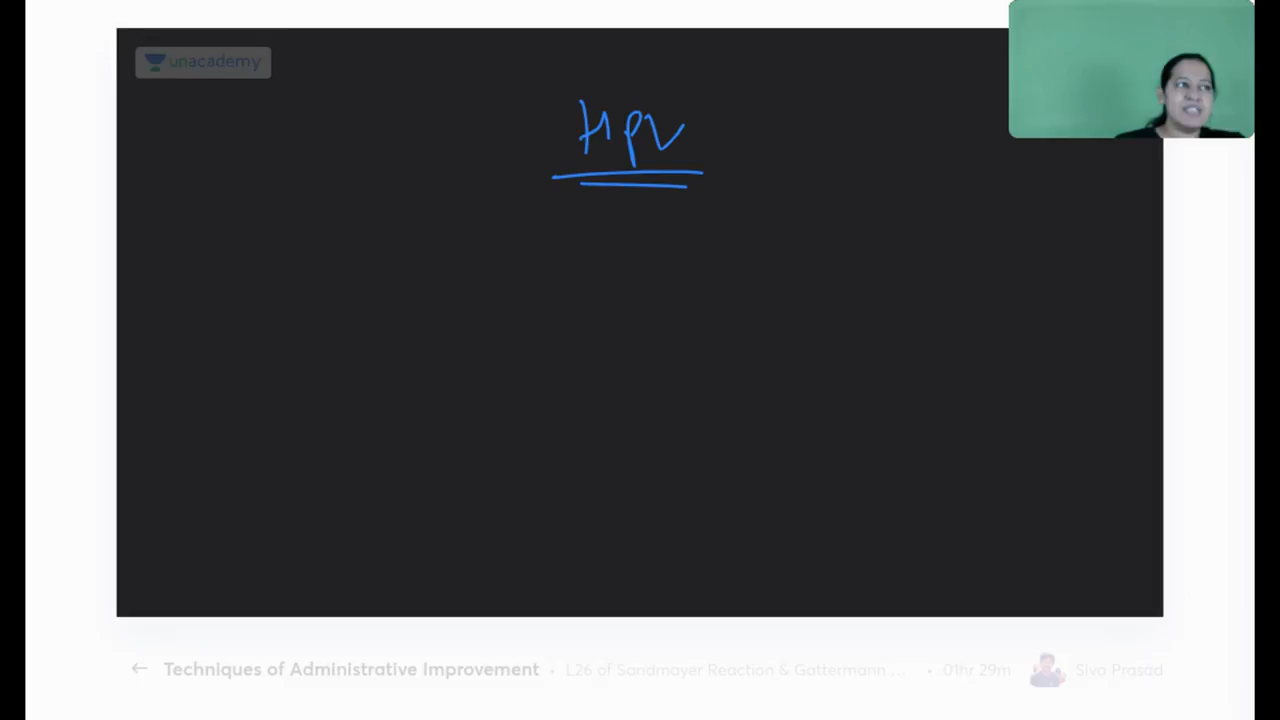 unacademy
HPV
Techniques of Administrative Improvement • L26 of Sandmayer Reaction & Gattermann ... • 01hr 29m Siva Prasad